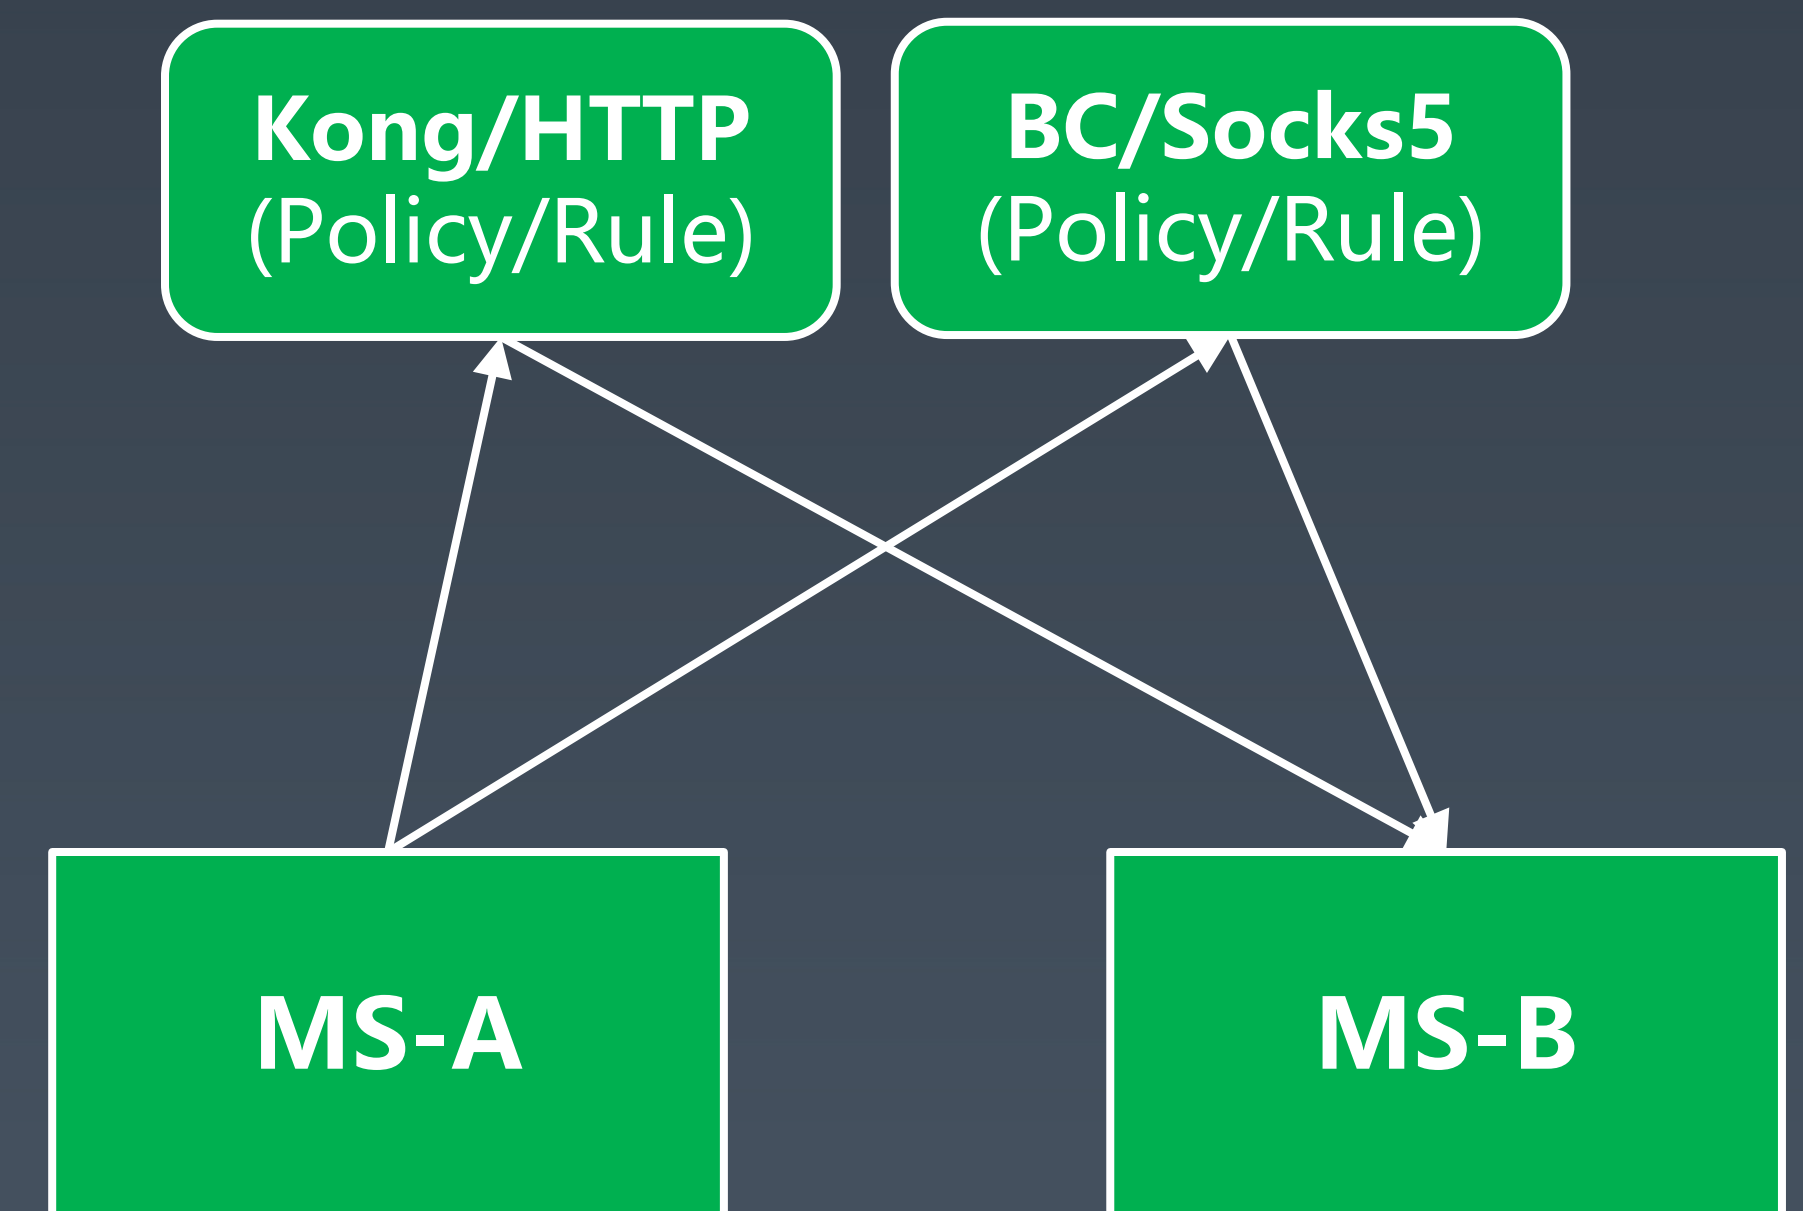 Kong/HTTP
(Policy/Rule)
BC/Socks5
(Policy/Rule)
MS-A
MS-B